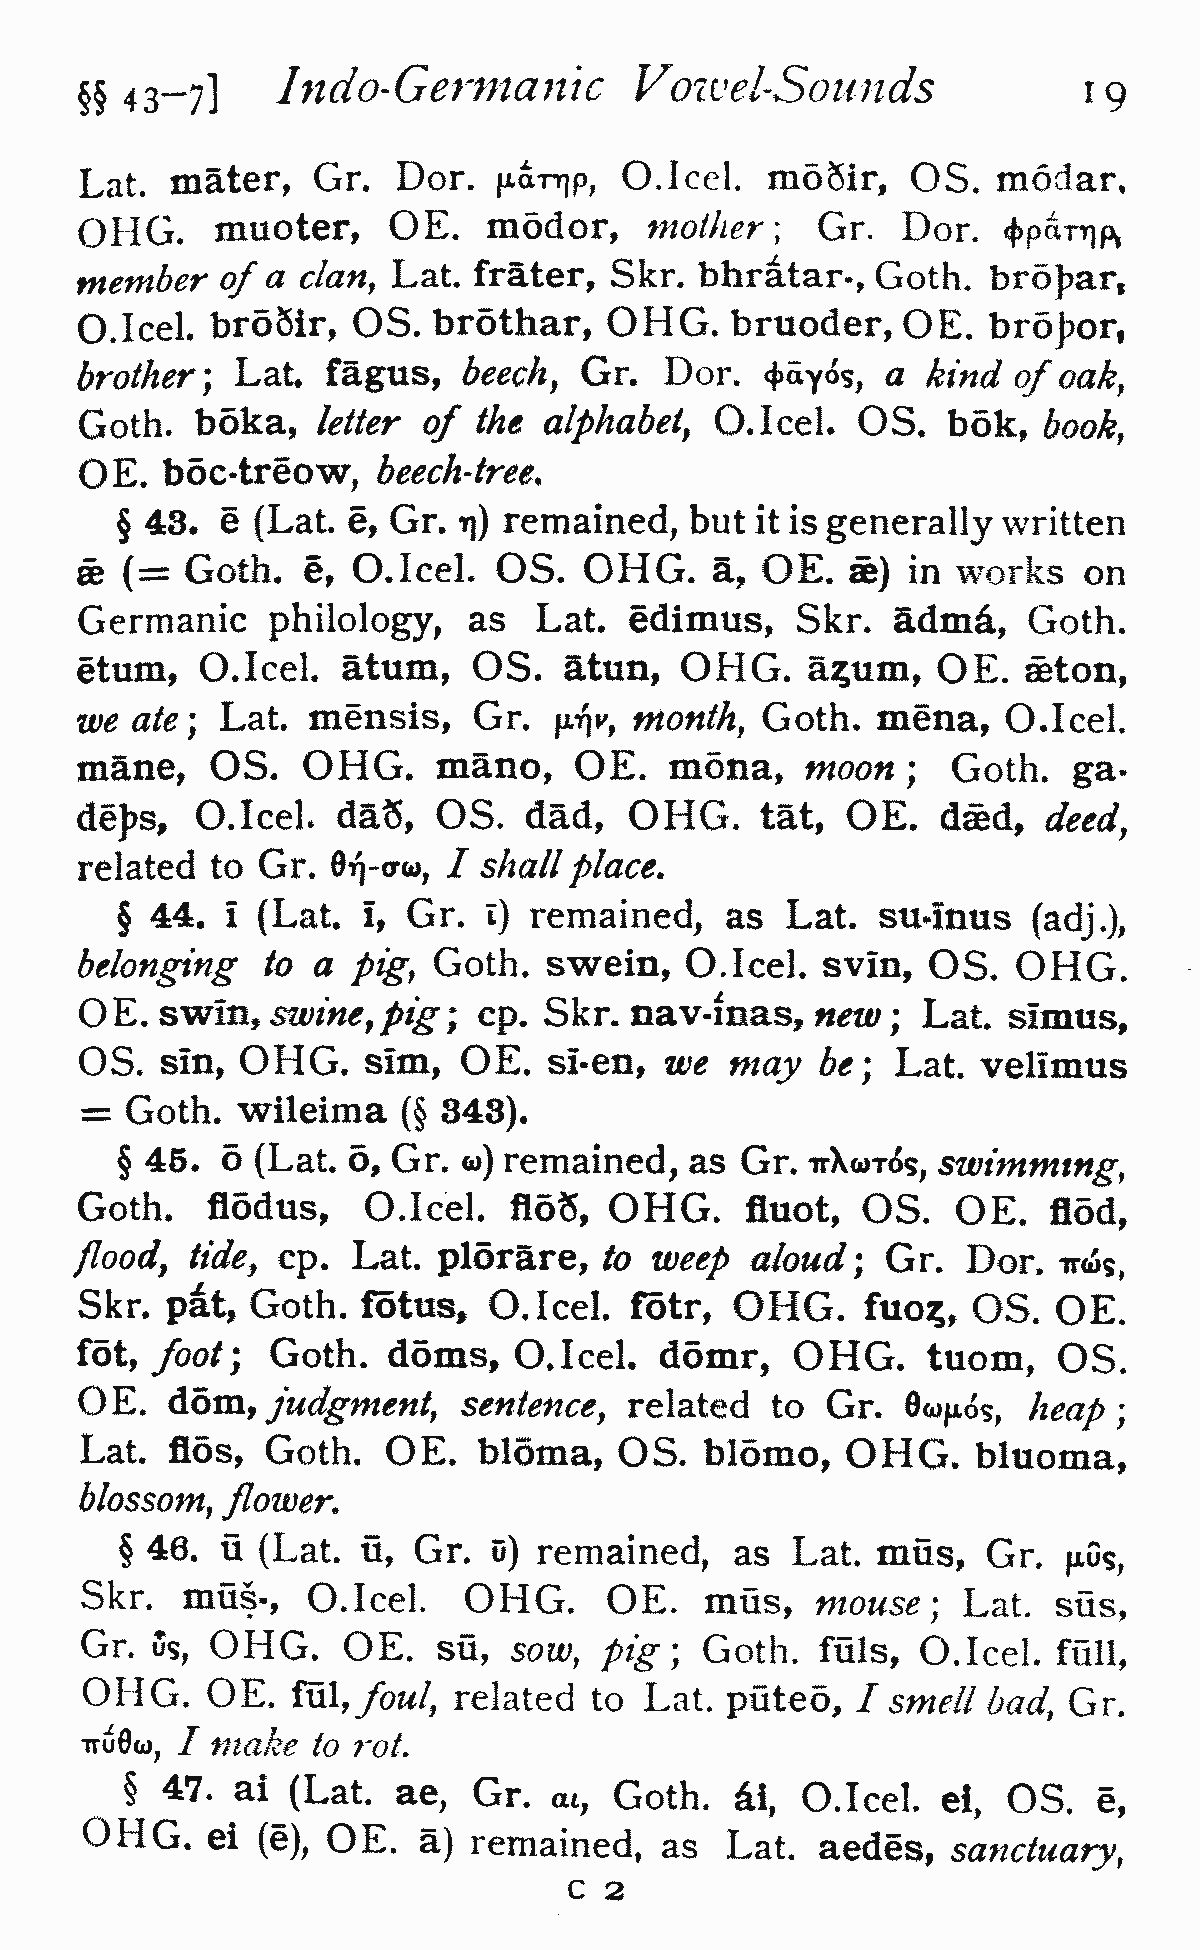 §§ 43–7] Indo-Germanic Vowel-Sounds 19
Lat. māter, Gr. Dor. μᾱ́τηρ, O.Icel. mōðir, OS. mōdar,
OHG. muoter, OE. mōdor, mother; Gr. Dor. φρᾱ́τηρ,
member of a clan, Lat. frāter, Skr. bhrā́tar-, Goth. brōþar,
O.Icel. brōðir, OS. brōthar, OHG. bruoder, OE. brōþor,
brother; Lat. fāgus, beech, Gr. Dor. φᾱγός, a kind of oak,
Goth. bōka, letter of the alphabet, O.Icel. OS. bōk, book,
OE. bōc-trēow, beech-tree.
§ 43. ē (Lat. ē, Gr. η) remained, but it is generally written
ǣ (= Goth. ē, O.Icel. OS. OHG. ā, OE. ǣ) in works on
Germanic philology, as Lat. ēdimus, Skr. ādmá, Goth.
ētum, O.Icel. ātum, OS. ātun, OHG. āʒum, OE. ǣton,
we ate; Lat. mēnsis, Gr. μήν, month, Goth. mēna, O.Icel.
māne, OS. OHG. māno, OE. mōna, moon; Goth. ga-
dēþs, O.Icel. dāð, OS. dād, OHG. tāt, OE. dǣd, deed,
related to Gr. θή-σω, I shall place.
§ 44. ī (Lat. ī, Gr. ῑ) remained, as Lat. su-īnus (adj.),
belonging to a pig, Goth. swein, O.Icel. svīn, OS. OHG.
OE. swīn, swine, pig; cp. Skr. nav-ī́nas, new; Lat. sīmus,
OS. sīn, OHG. sīm, OE. sī-en, we may be; Lat. velīmus
= Goth. wileima (§ 343).
§ 45. ō (Lat. ō, Gr. ω) remained, as Gr. πλωτός, swimming,
Goth. flōdus, O.Icel. flōð, OHG. fluot, OS. OE. flōd,
flood, tide, cp. Lat. plōrāre, to weep aloud; Gr. Dor. πώς,
Skr. pā́t, Goth. fōtus, O.Icel. fōtr, OHG. fuoʒ, OS. OE.
fōt, foot; Goth. dōms, O.Icel. dōmr, OHG. tuom, OS.
OE. dōm, judgment, sentence, related to Gr. θωμός, heap;
Lat. flōs, Goth. OE. blōma, OS. blōmo, OHG. bluoma,
blossom, flower.
§ 46. ū (Lat. ū, Gr. ῡ) remained, as Lat. mūs, Gr. μῦς,
Skr. mūṣ̌-, O.Icel. OHG. OE. mūs, mouse; Lat. sūs,
Gr. ὗς, OHG. OE. sū, sow, pig; Goth. fūls, O.Icel. fūll,
OHG. OE. fūl, foul, related to Lat. pūteō, I smell bad, Gr.
πῡ́θω, I make to rot.
§ 47. ai (Lat. ae, Gr. αι, Goth. ái, O.Icel. ei, OS. ē,
OHG. ei (ē), OE. ā) remained, as Lat. aedēs, sanctuary,
C 2